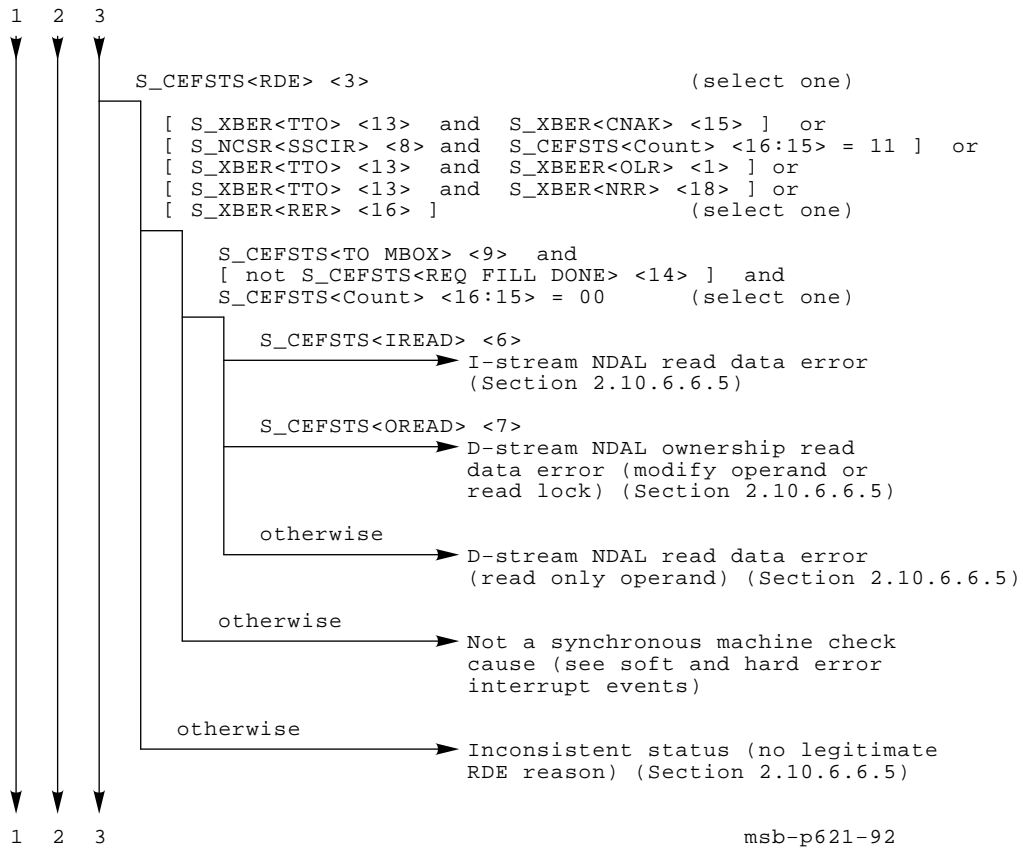 1 2 3
S_CEFSTS<RDE> <3> (select one)
[ S_XBER<TTO> <13> and S_XBER<CNAK> <15> ] or
[ S_NCSR<SSCIR> <8> and S_CEFSTS<Count> <16:15> = 11 ] or
[ S_XBER<TTO> <13> and S_XBEER<OLR> <1> ] or
[ S_XBER<TTO> <13> and S_XBER<NRR> <18> ] or
[ S_XBER<RER> <16> ] (select one)
S_CEFSTS<TO MBOX> <9> and
[ not S_CEFSTS<REQ FILL DONE> <14> ] and
S_CEFSTS<Count> <16:15> = 00 (select one)
S_CEFSTS<IREAD> <6>
I-stream NDAL read data error
(Section 2.10.6.6.5)
S_CEFSTS<OREAD> <7>
D-stream NDAL ownership read
data error (modify operand or
read lock) (Section 2.10.6.6.5)
otherwise
D-stream NDAL read data error
(read only operand) (Section 2.10.6.6.5)
otherwise
Not a synchronous machine check
cause (see soft and hard error
interrupt events)
otherwise
Inconsistent status (no legitimate
RDE reason) (Section 2.10.6.6.5)
1 2 3
msb-p621-92